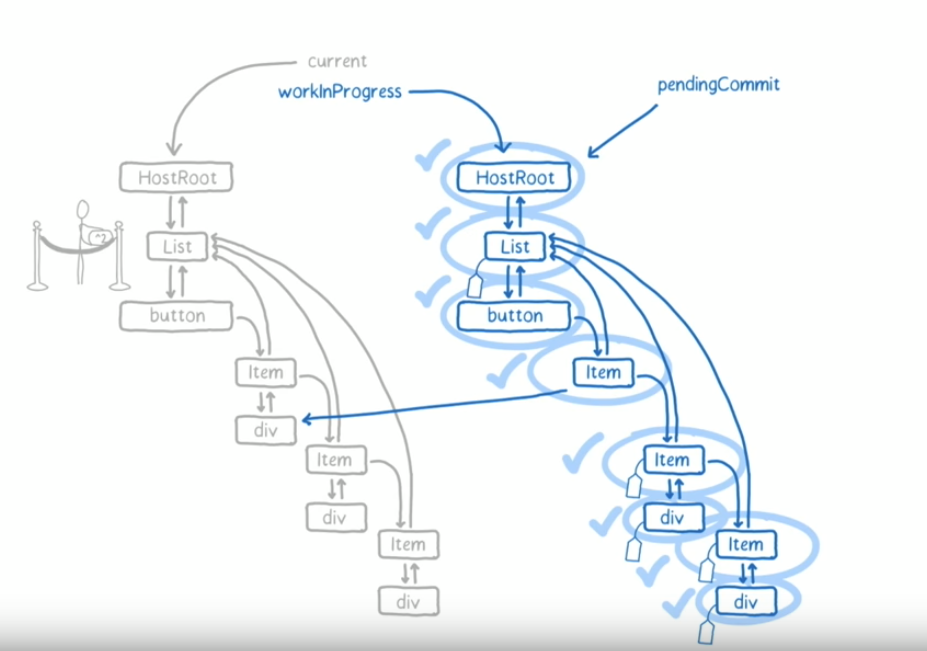 current
workInProgress
pendingCommit
HostRoot
HostRoot
^2
List
List
button
button
Item
Item
div
Item
Item
div
div
Item
Item
div
div